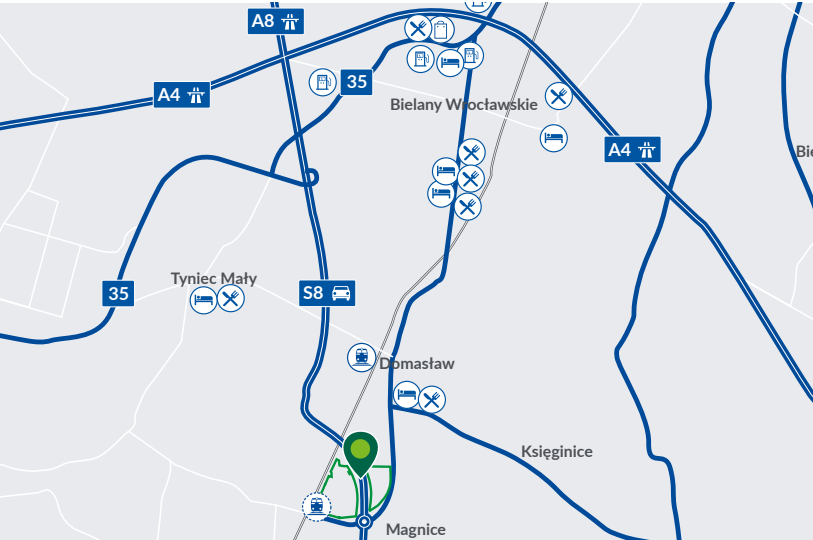 A8
35
A4
Bielany Wrocławskie
A4
Bie
Tyniec Mały
35
S8
Domasław
Księginice
Magnice